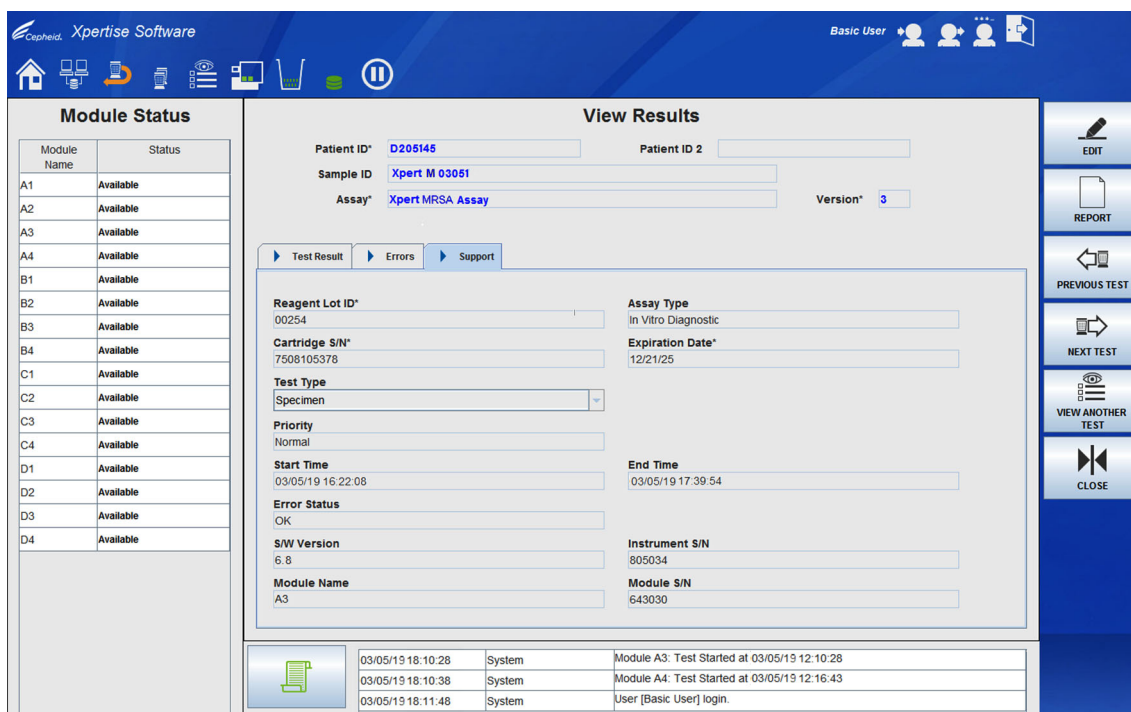 Cepheid. Xpertise Software
Basic User
Module Status
Module Name Status
A1 Available
A2 Available
A3 Available
A4 Available
B1 Available
B2 Available
B3 Available
B4 Available
C1 Available
C2 Available
C3 Available
C4 Available
D1 Available
D2 Available
D3 Available
D4 Available
View Results
Patient ID* D205145 Patient ID 2
Sample ID Xpert M 03051
Assay* Xpert MRSA Assay Version* 3
Test Result Errors Support
Reagent Lot ID* Assay Type
00254 In Vitro Diagnostic
Cartridge S/N* Expiration Date*
7508105378 12/21/25
Test Type
Specimen
Priority
Normal
Start Time End Time
03/05/19 16:22:08 03/05/19 17:39:54
Error Status
OK
S/W Version Instrument S/N
6.8 805034
Module Name Module S/N
A3 643030
03/05/19 18:10:28 System Module A3: Test Started at 03/05/19 12:10:28
03/05/19 18:10:38 System Module A4: Test Started at 03/05/19 12:16:43
03/05/19 18:11:48 System User [Basic User] login.
EDIT
REPORT
PREVIOUS TEST
NEXT TEST
VIEW ANOTHER
TEST
CLOSE